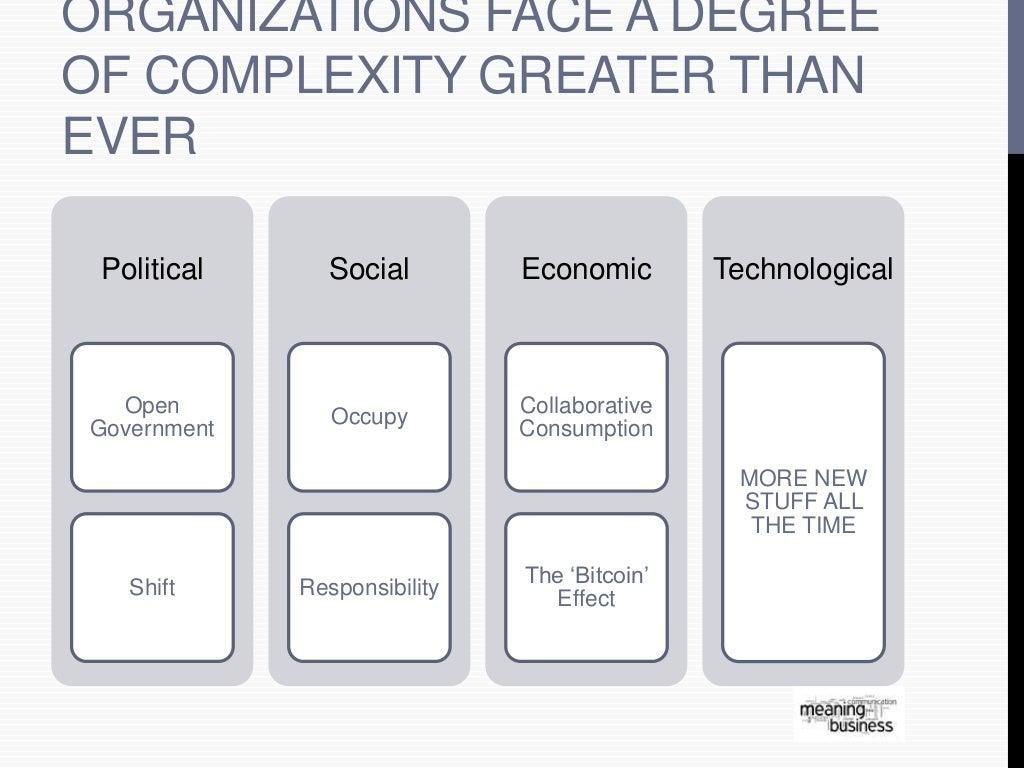 ORGANIZATIONS FACE A DEGREE
OF COMPLEXITY GREATER THAN
EVER
Political
Social
Economic
Technological
Open
Government
Occupy
Collaborative
Consumption
MORE NEW
STUFF ALL
THE TIME
Shift
Responsibility
The ‘Bitcoin’
Effect
communication
meaning
business